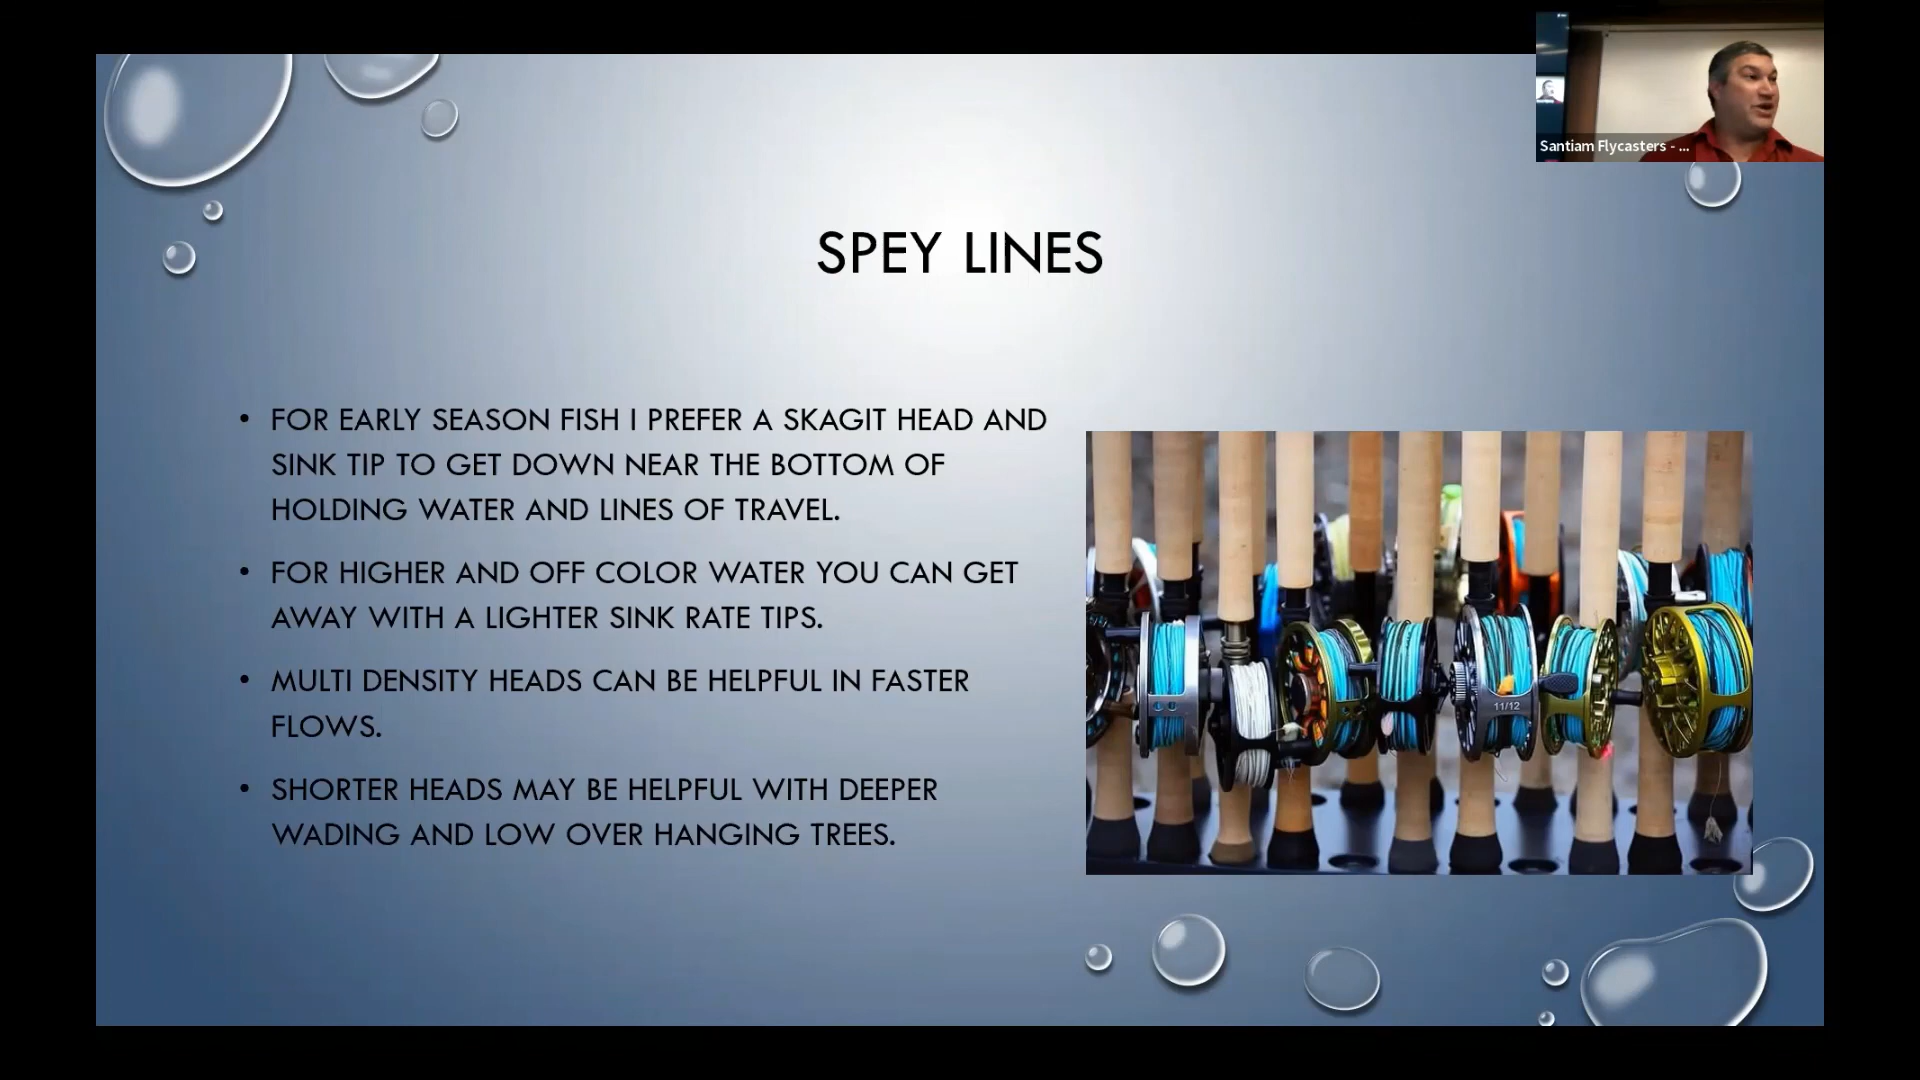 Santiam Flycasters - ...
SPEY LINES
• FOR EARLY SEASON FISH I PREFER A SKAGIT HEAD AND
SINK TIP TO GET DOWN NEAR THE BOTTOM OF
HOLDING WATER AND LINES OF TRAVEL.
• FOR HIGHER AND OFF COLOR WATER YOU CAN GET
AWAY WITH A LIGHTER SINK RATE TIPS.
• MULTI DENSITY HEADS CAN BE HELPFUL IN FASTER
FLOWS.
• SHORTER HEADS MAY BE HELPFUL WITH DEEPER
WADING AND LOW OVER HANGING TREES.
11/12